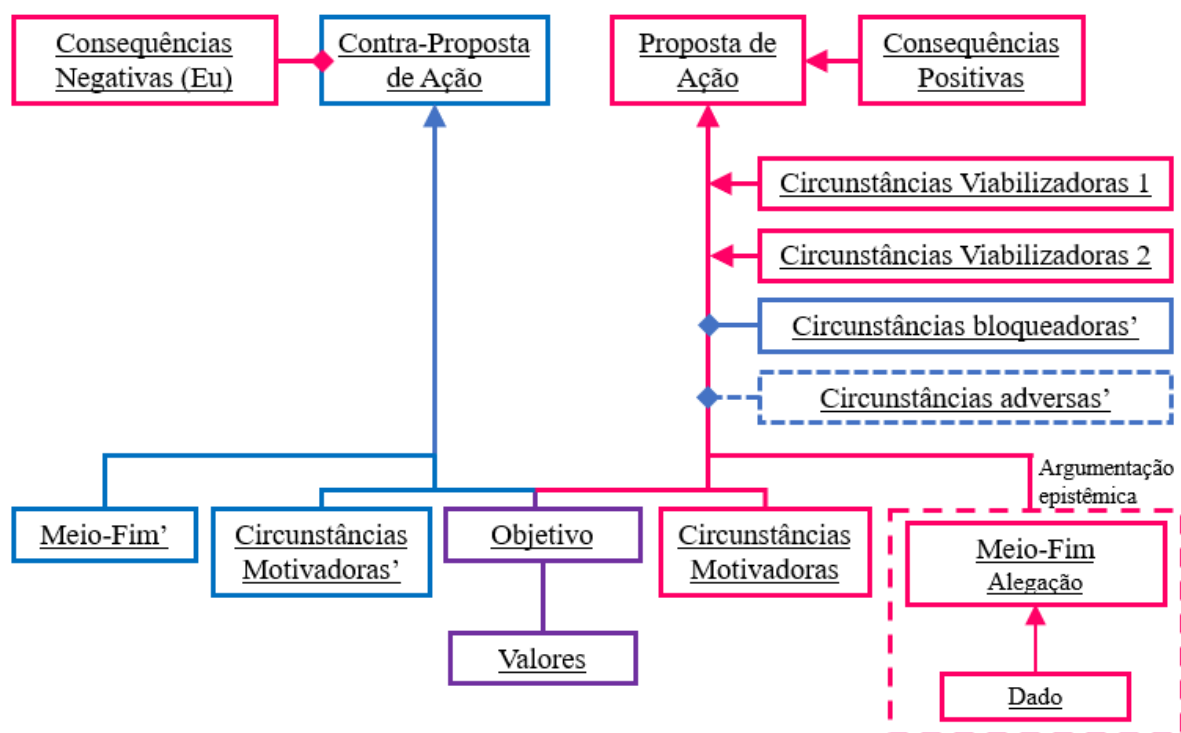 Consequências
Negativas (Eu)
Contra-Proposta
de Ação
Proposta de
Ação
Consequências
Positivas
Circunstâncias Viabilizadoras 1
Circunstâncias Viabilizadoras 2
Circunstâncias bloqueadoras’
Circunstâncias adversas’
Argumentação
epistêmica
Meio-Fim’
Circunstâncias
Motivadoras’
Objetivo
Circunstâncias
Motivadoras
Meio-Fim
Alegação
Valores
Dado